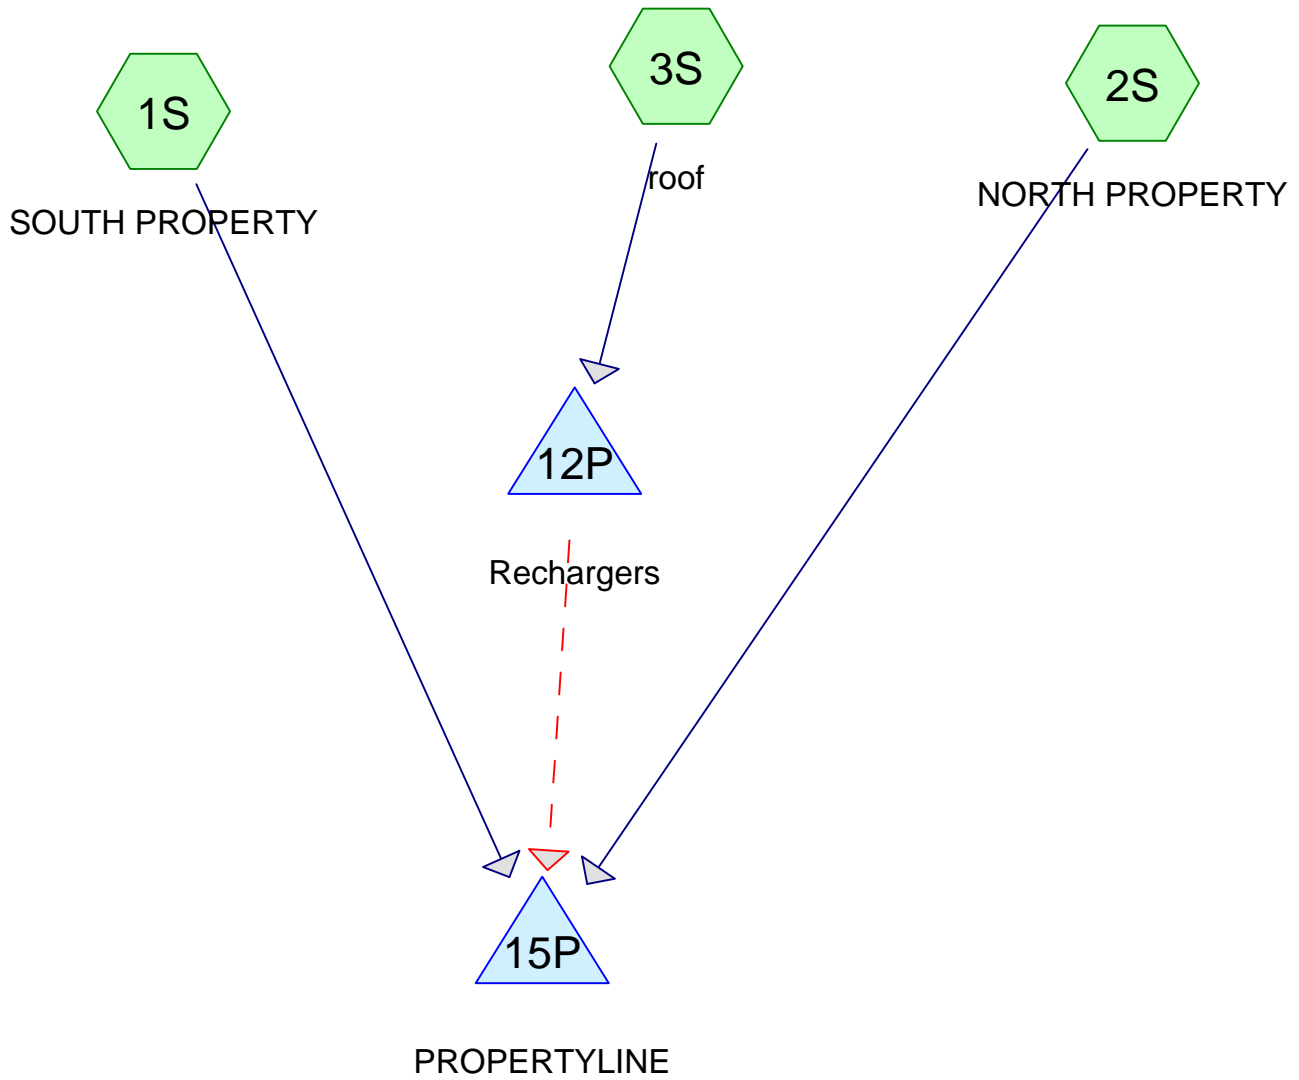 3S
2S
1S
roof
NORTH PROPERTY
SOUTH PROPERTY
12P
Rechargers
15P
PROPERTYLINE